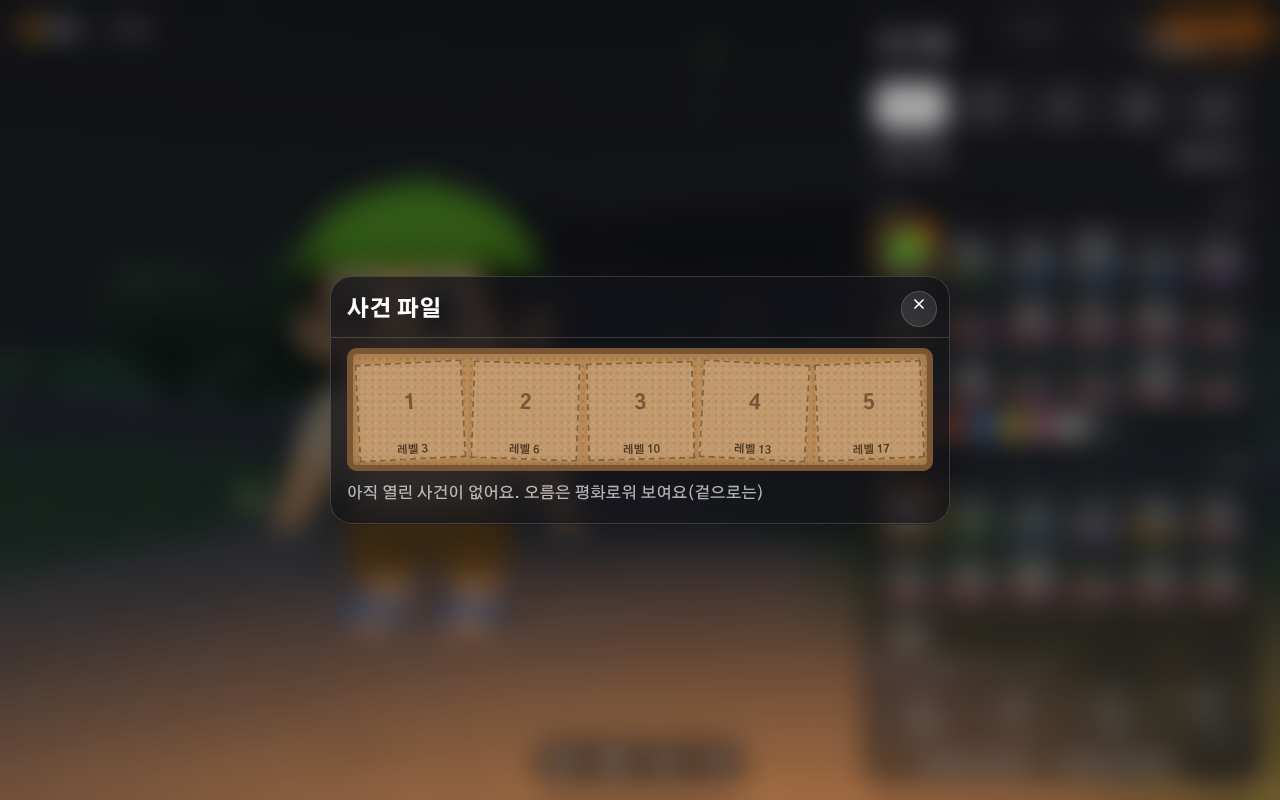 사건 파일
1
2
3
4
5
레벨 3
레벨 6
레벨 10
레벨 13
레벨 17
아직 열린 사건이 없어요. 오름은 평화로워 보여요(겉으로는)